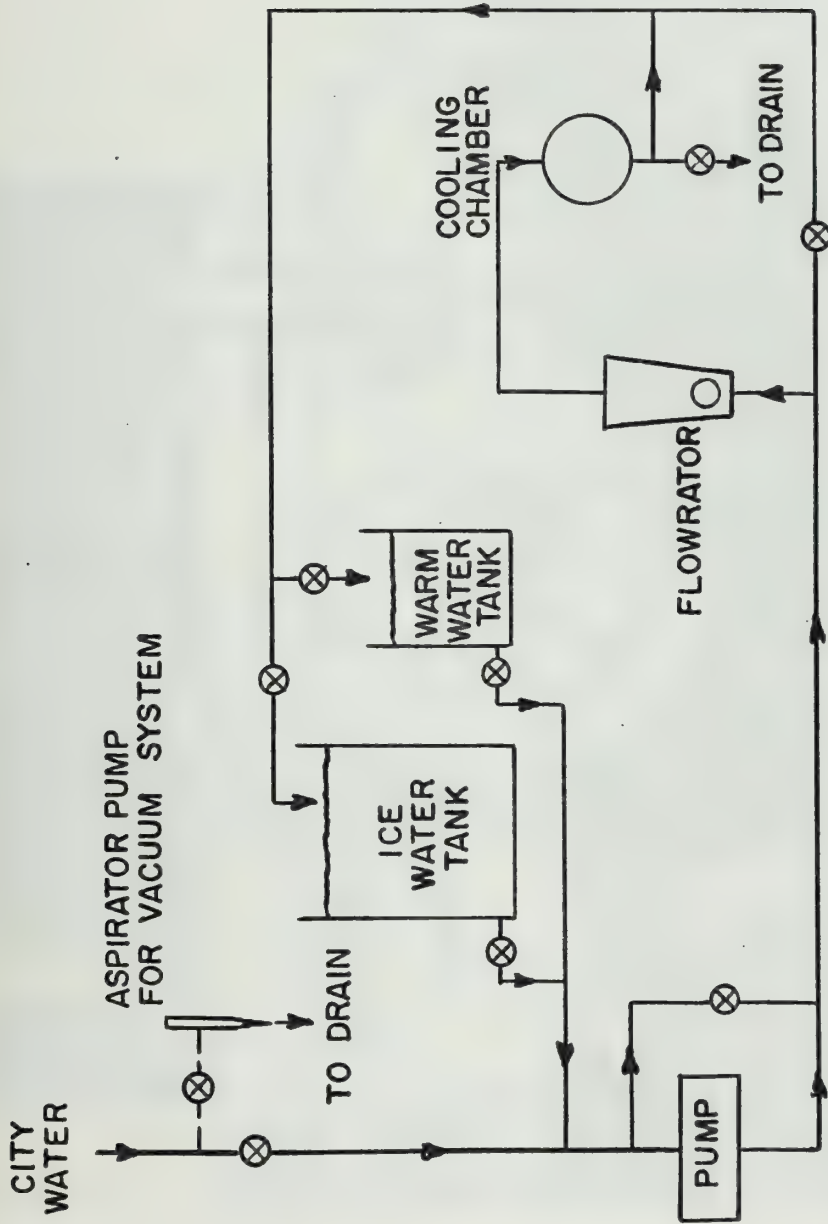 CITY
WATER
ASPIRATOR PUMP
FOR VACUUM SYSTEM
TO DRAIN
ICE
WATER
TANK
WARM
WATER
TANK
COOLING
CHAMBER
TO DRAIN
FLOWRATOR
PUMP